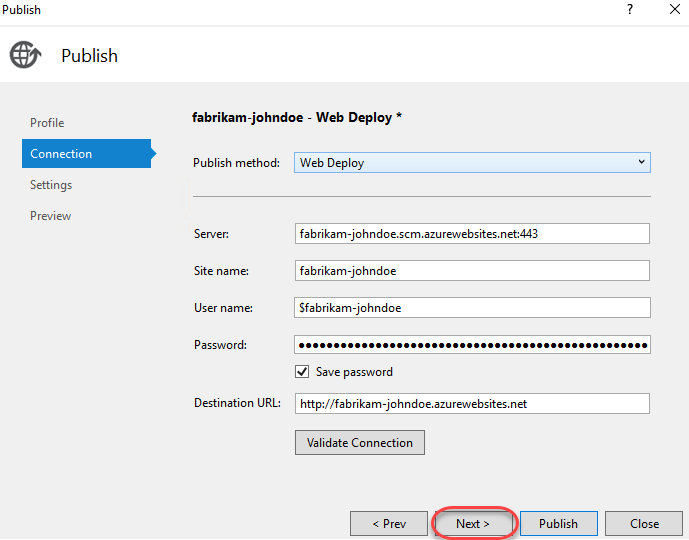 Publish
?
Publish
Profile
Connection
Settings
Preview
fabrikam-johndoe - Web Deploy *
Publish method: Web Deploy
Server: fabrikam-johndoe.scm.azurewebsites.net:443
Site name: fabrikam-johndoe
User name: $fabrikam-johndoe
Password: ●●●●●●●●●●●●●●●●●●●●●●●●●●●●●●●●●●●●●●●●●●●●●●●●●●
Save password
Destination URL: http://fabrikam-johndoe.azurewebsites.net
Validate Connection
< Prev Next > Publish Close